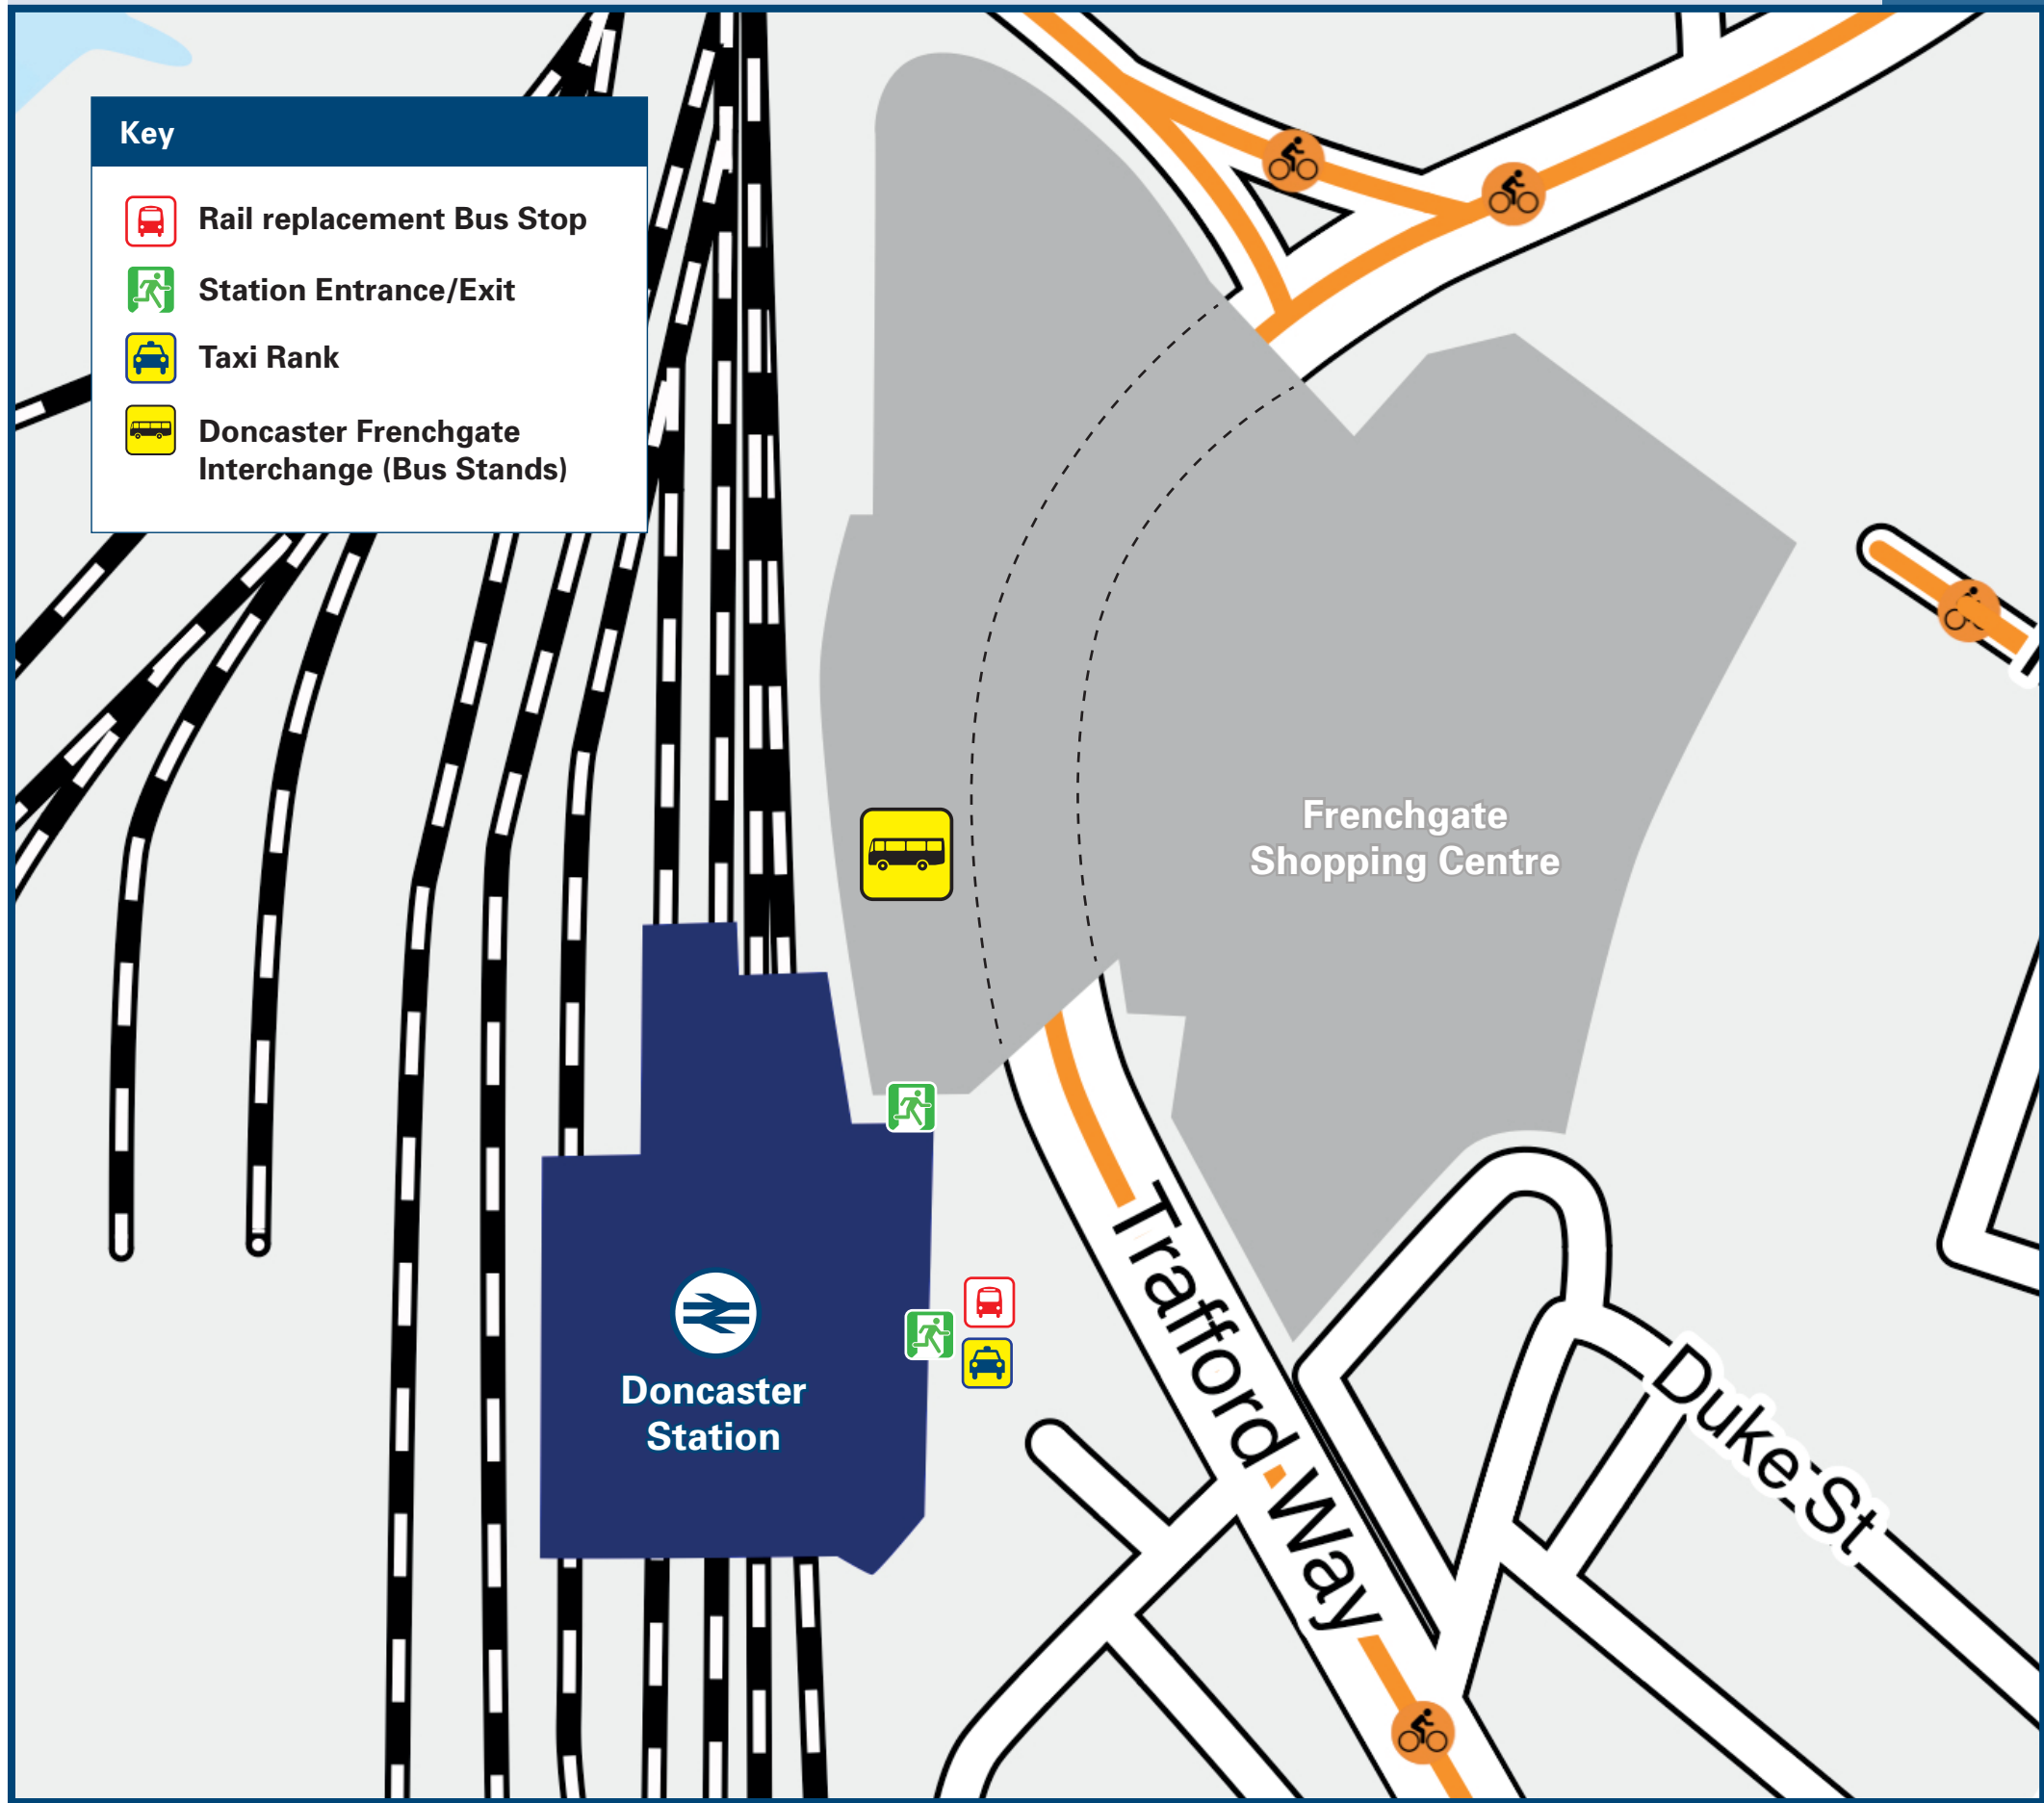 Key
Rail replacement Bus Stop
Station Entrance/Exit
Taxi Rank
Doncaster Frenchgate
Interchange (Bus Stands)
Frenchgate
Shopping Centre
Trafford Way
Doncaster
Station
Duke St